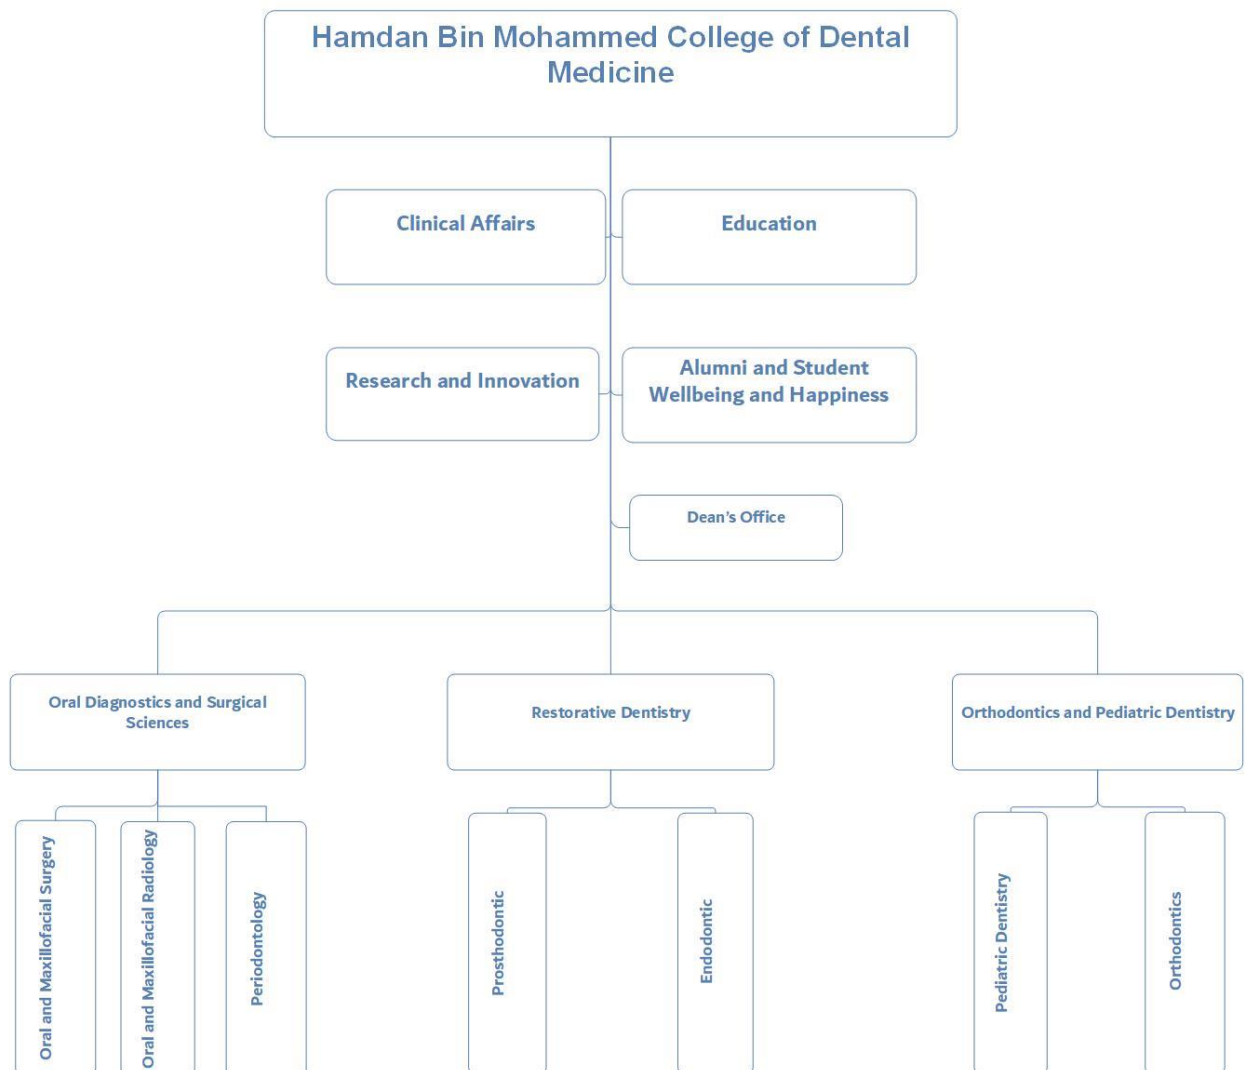 Hamdan Bin Mohammed College of Dental
Medicine
Clinical Affairs
Education
Research and Innovation
Alumni and Student
Wellbeing and Happiness
Dean’s Office
Oral Diagnostics and Surgical
Sciences
Restorative Dentistry
Orthodontics and Pediatric Dentistry
Oral and Maxillofacial Surgery
Oral and Maxillofacial Radiology
Periodontology
Prosthodontic
Endodontic
Pediatric Dentistry
Orthodontics